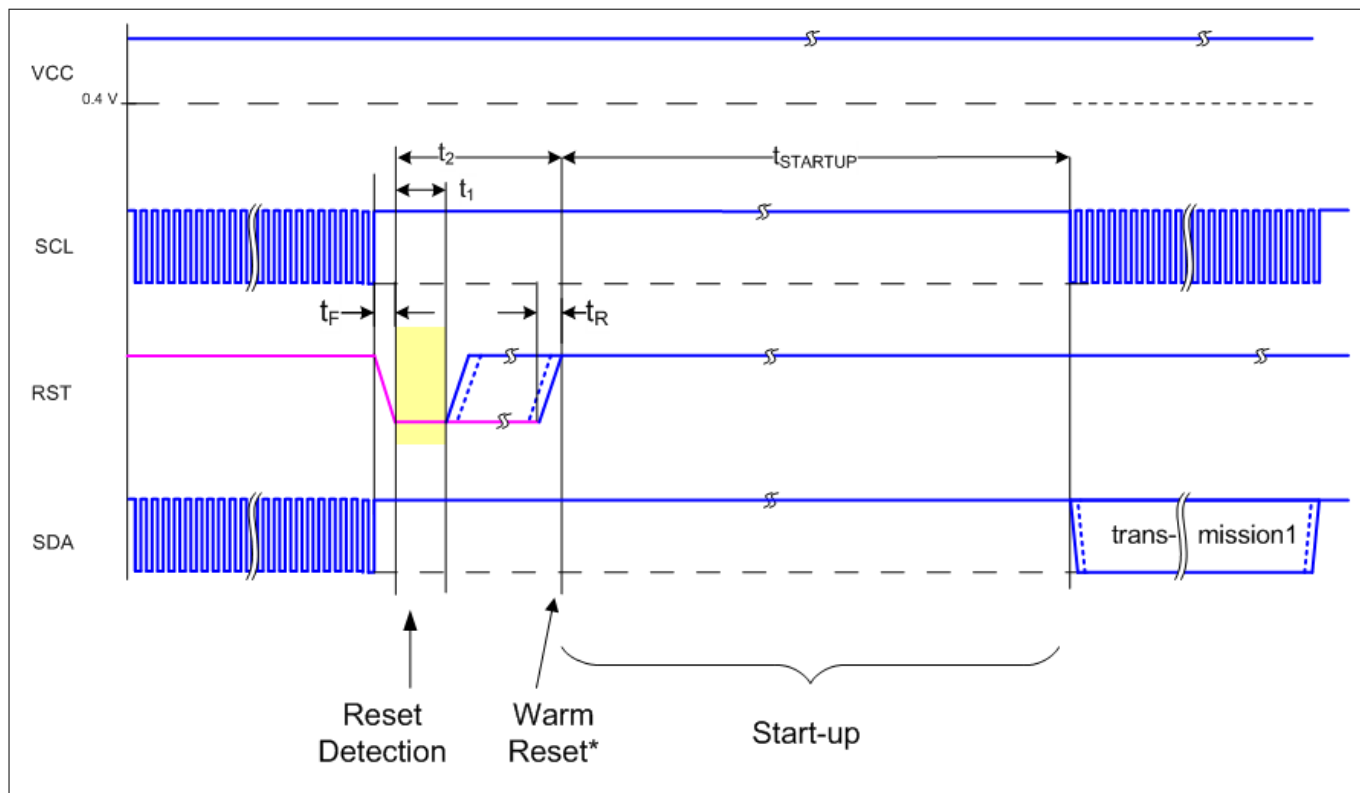 VCC
0.4 V
t2
tSTARTUP
t1
SCL
tF
tR
RST
SDA
trans-
mission1
Reset
Detection
Warm
Reset*
Start-up